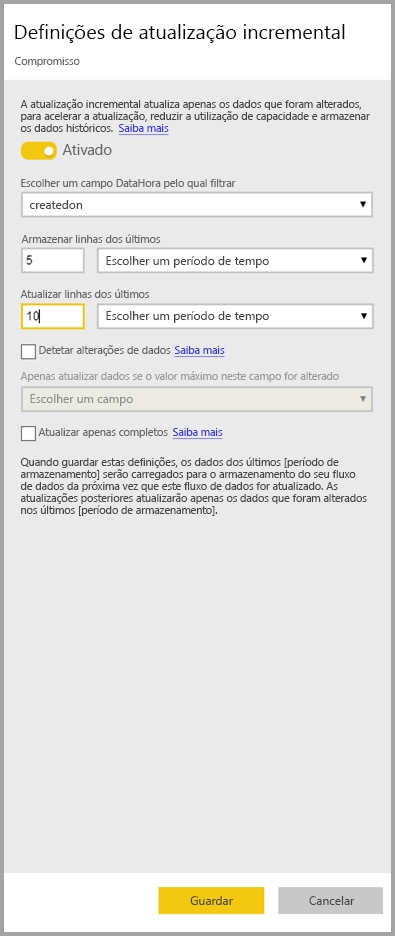 Definições de atualização incremental
Compromisso
A atualização incremental atualiza apenas os dados que foram alterados,
para acelerar a atualização, reduzir a utilização de capacidade e armazenar
os dados históricos. Saiba mais
Ativado
Escolher um campo DataHora pelo qual filtrar
createdon
Armazenar linhas dos últimos
5 Escolher um período de tempo
Atualizar linhas dos últimos
10 Escolher um período de tempo
Detetar alterações de dados Saiba mais
Apenas atualizar dados se o valor máximo neste campo for alterado
Escolher um campo
Atualizar apenas completos Saiba mais
Quando guardar estas definições, os dados dos últimos [período de
armazenamento] serão carregados para o armazenamento do seu fluxo
de dados da próxima vez que este fluxo de dados for atualizado. As
atualizações posteriores atualizarão apenas os dados que foram alterados
nos últimos [período de armazenamento].
Guardar Cancelar